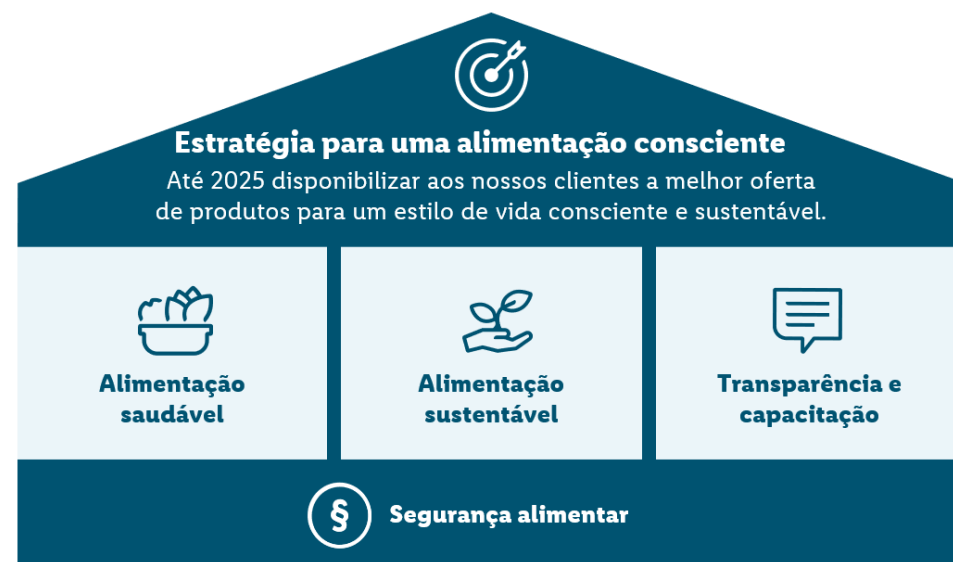 Estratégia para uma alimentação consciente
Até 2025 disponibilizar aos nossos clientes a melhor oferta
de produtos para um estilo de vida consciente e sustentável.
Alimentação
saudável
Alimentação
sustentável
Transparência e
capacitação
§
Segurança alimentar